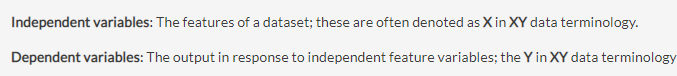 Independent variables: The features of a dataset; these are often denoted as X in XY data terminology.
Dependent variables: The output in response to independent feature variables; the Y in XY data terminology